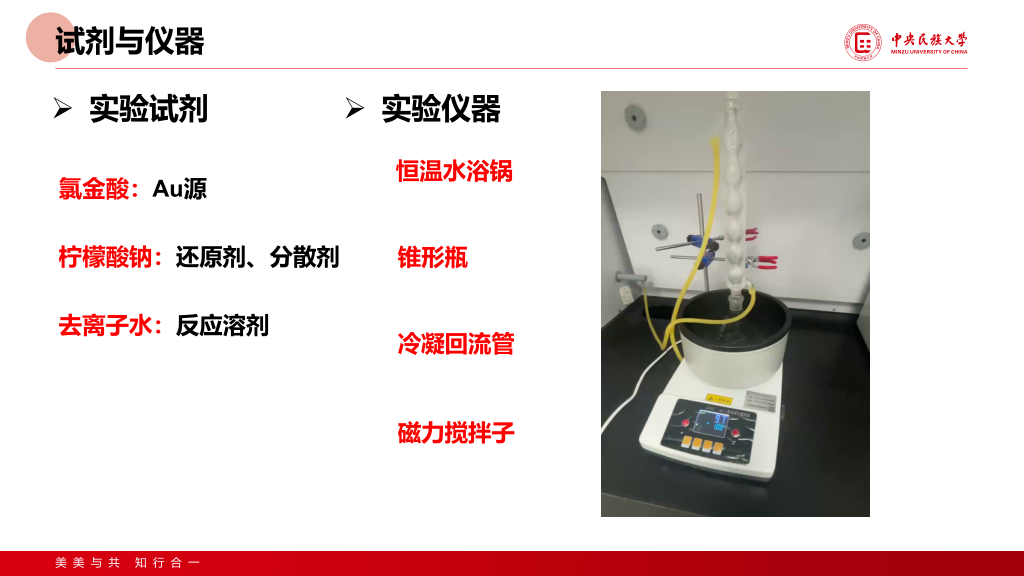 试剂与仪器
中央民族大学
MINZU UNIVERSITY OF CHINA
➢ 实验试剂
氯金酸：Au源
柠檬酸钠：还原剂、分散剂
去离子水：反应溶剂
➢ 实验仪器
恒温水浴锅
锥形瓶
冷凝回流管
磁力搅拌子
美美与共 知行合一